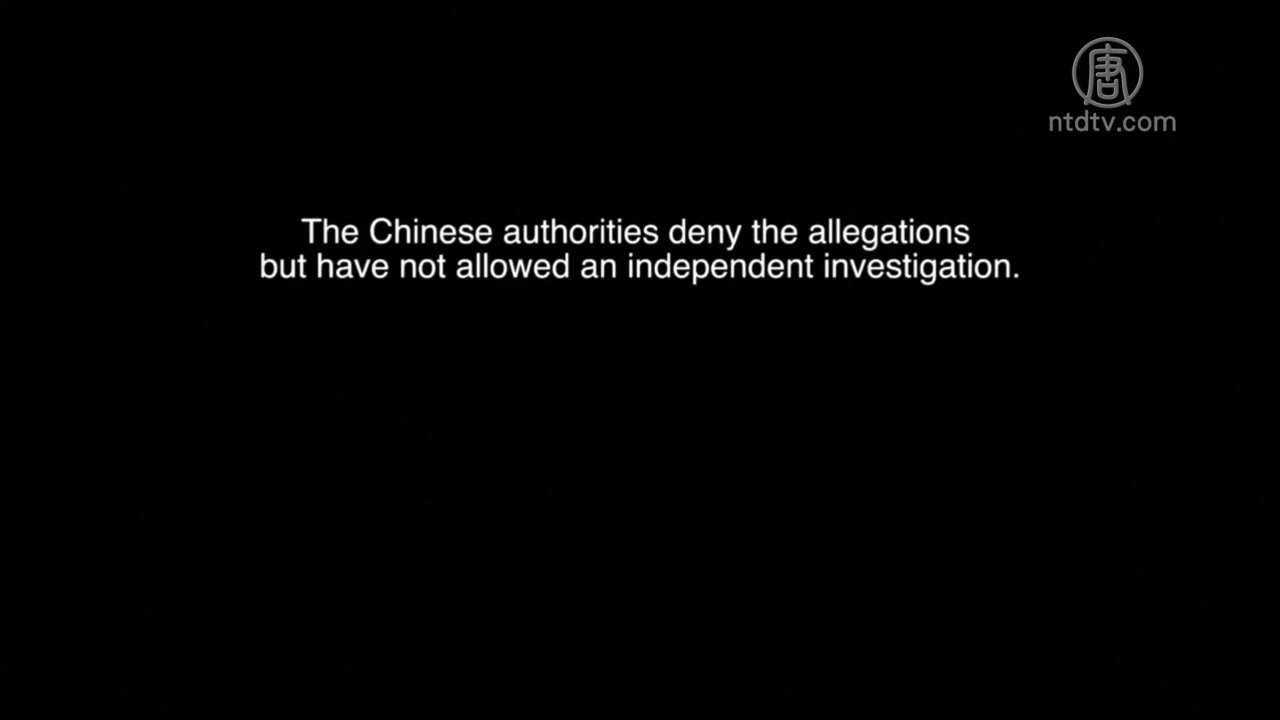 唐
ntdtv.com
The Chinese authorities deny the allegations
but have not allowed an independent investigation.